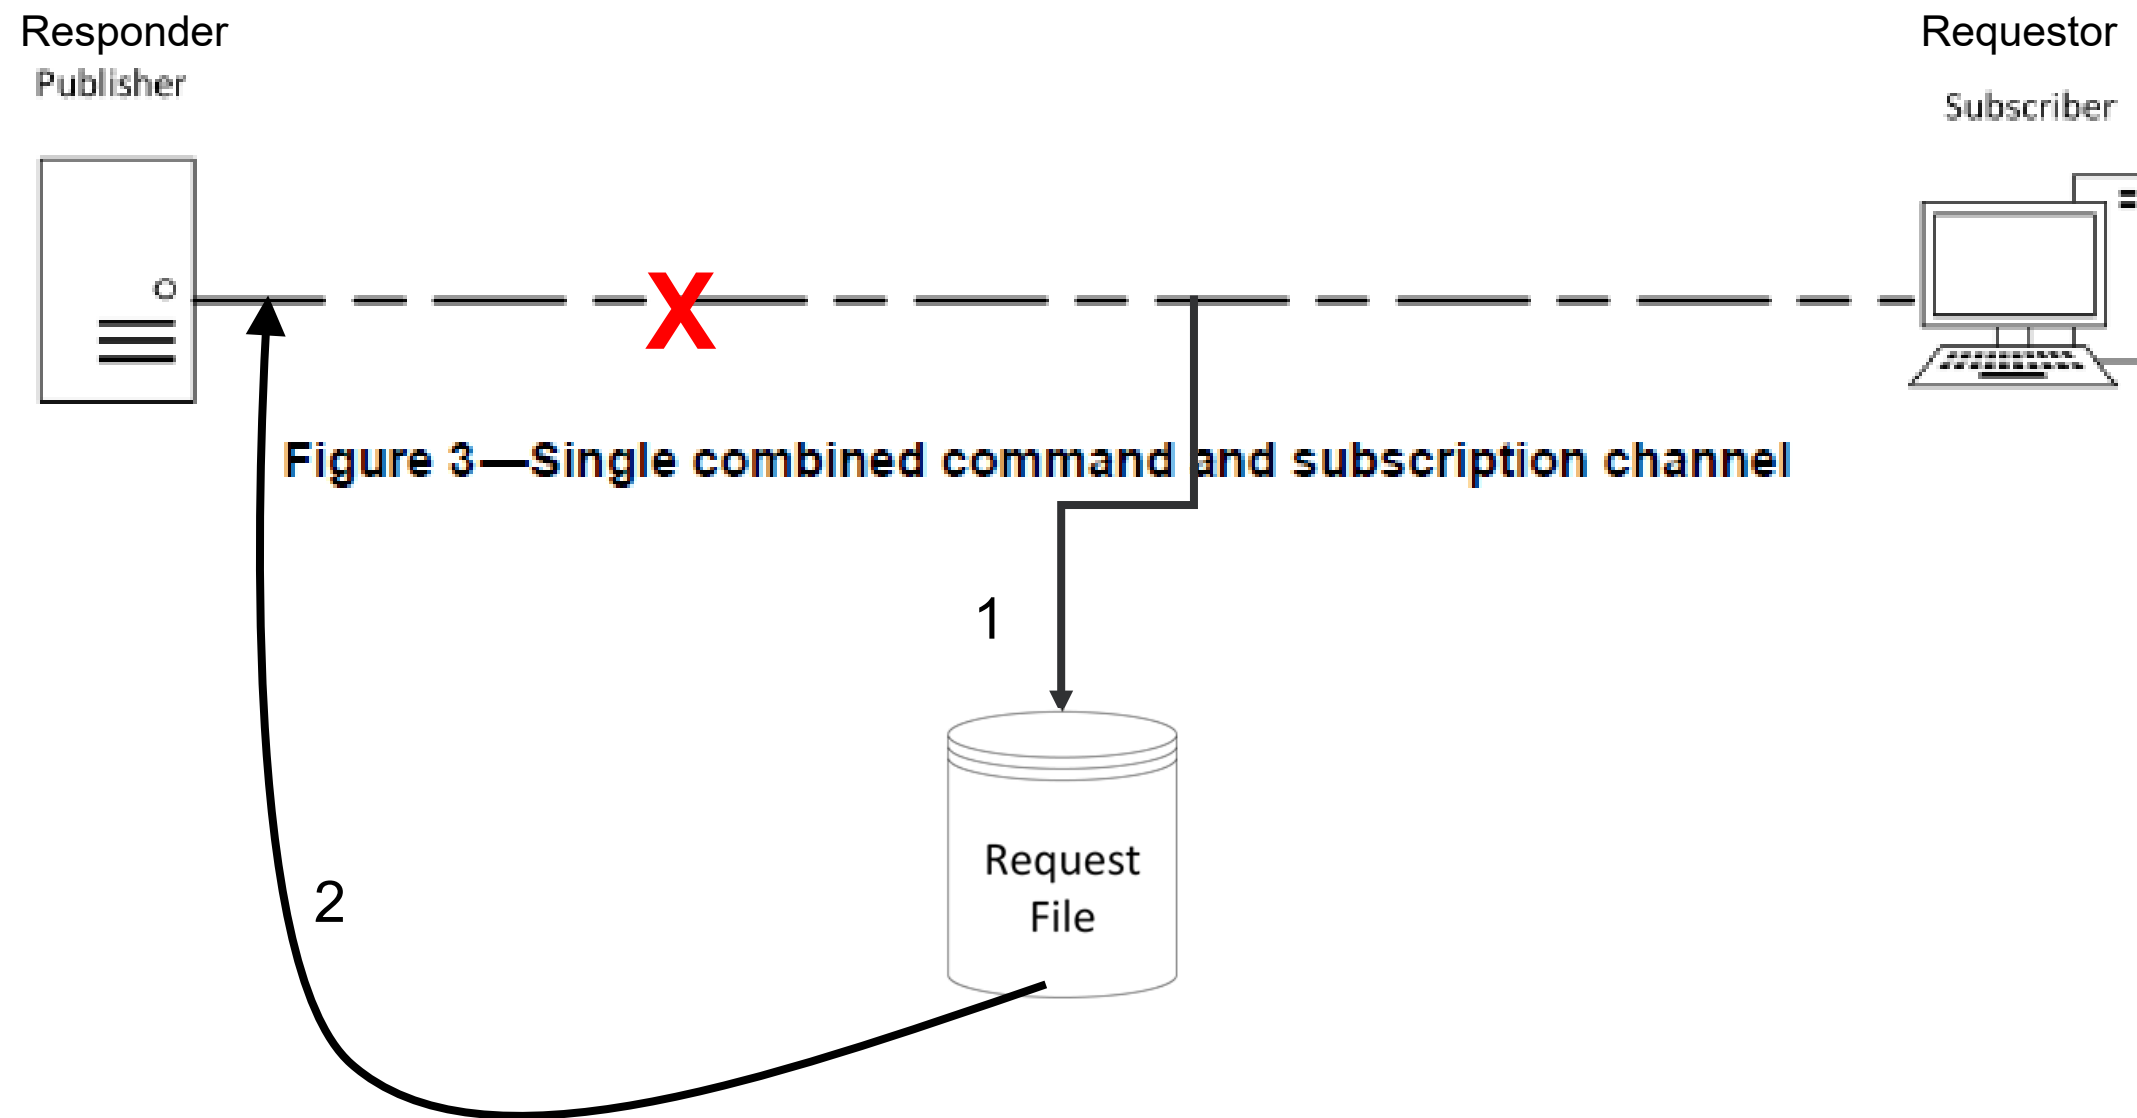 Responder
Requestor
Publisher
Subscriber
X
Figure 3—Single combined command and subscription channel
1
Request
File
2